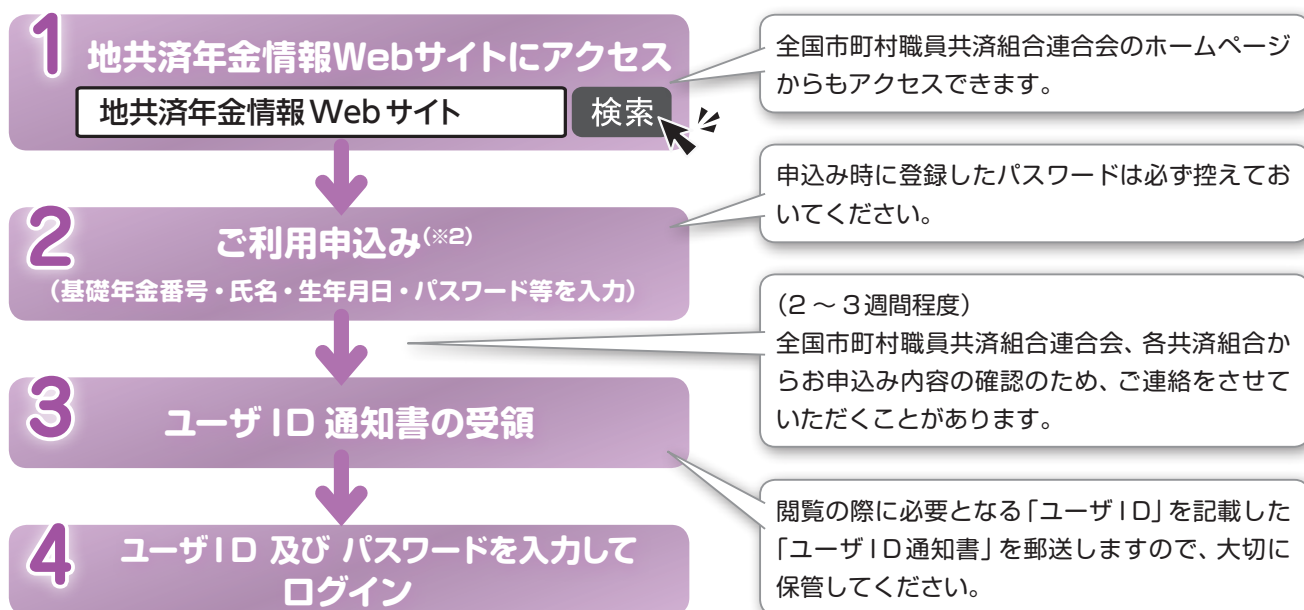 1 地共済年金情報Webサイトにアクセス
地共済年金情報Webサイト 検索
全国市町村職員共済組合連合会のホームページ
からもアクセスできます。
2 ご利用申込み(※2)
(基礎年金番号・氏名・生年月日・パスワード等を入力)
申込み時に登録したパスワードは必ず控えてお
いてください。
(2～3週間程度)
全国市町村職員共済組合連合会、各共済組合か
らお申込み内容の確認のため、ご連絡をさせて
いただくことがあります。
3 ユーザID 通知書の受領
閲覧の際に必要となる「ユーザID」を記載した
「ユーザID通知書」を郵送しますので、大切に
保管してください。
4 ユーザID 及び パスワードを入力して
ログイン